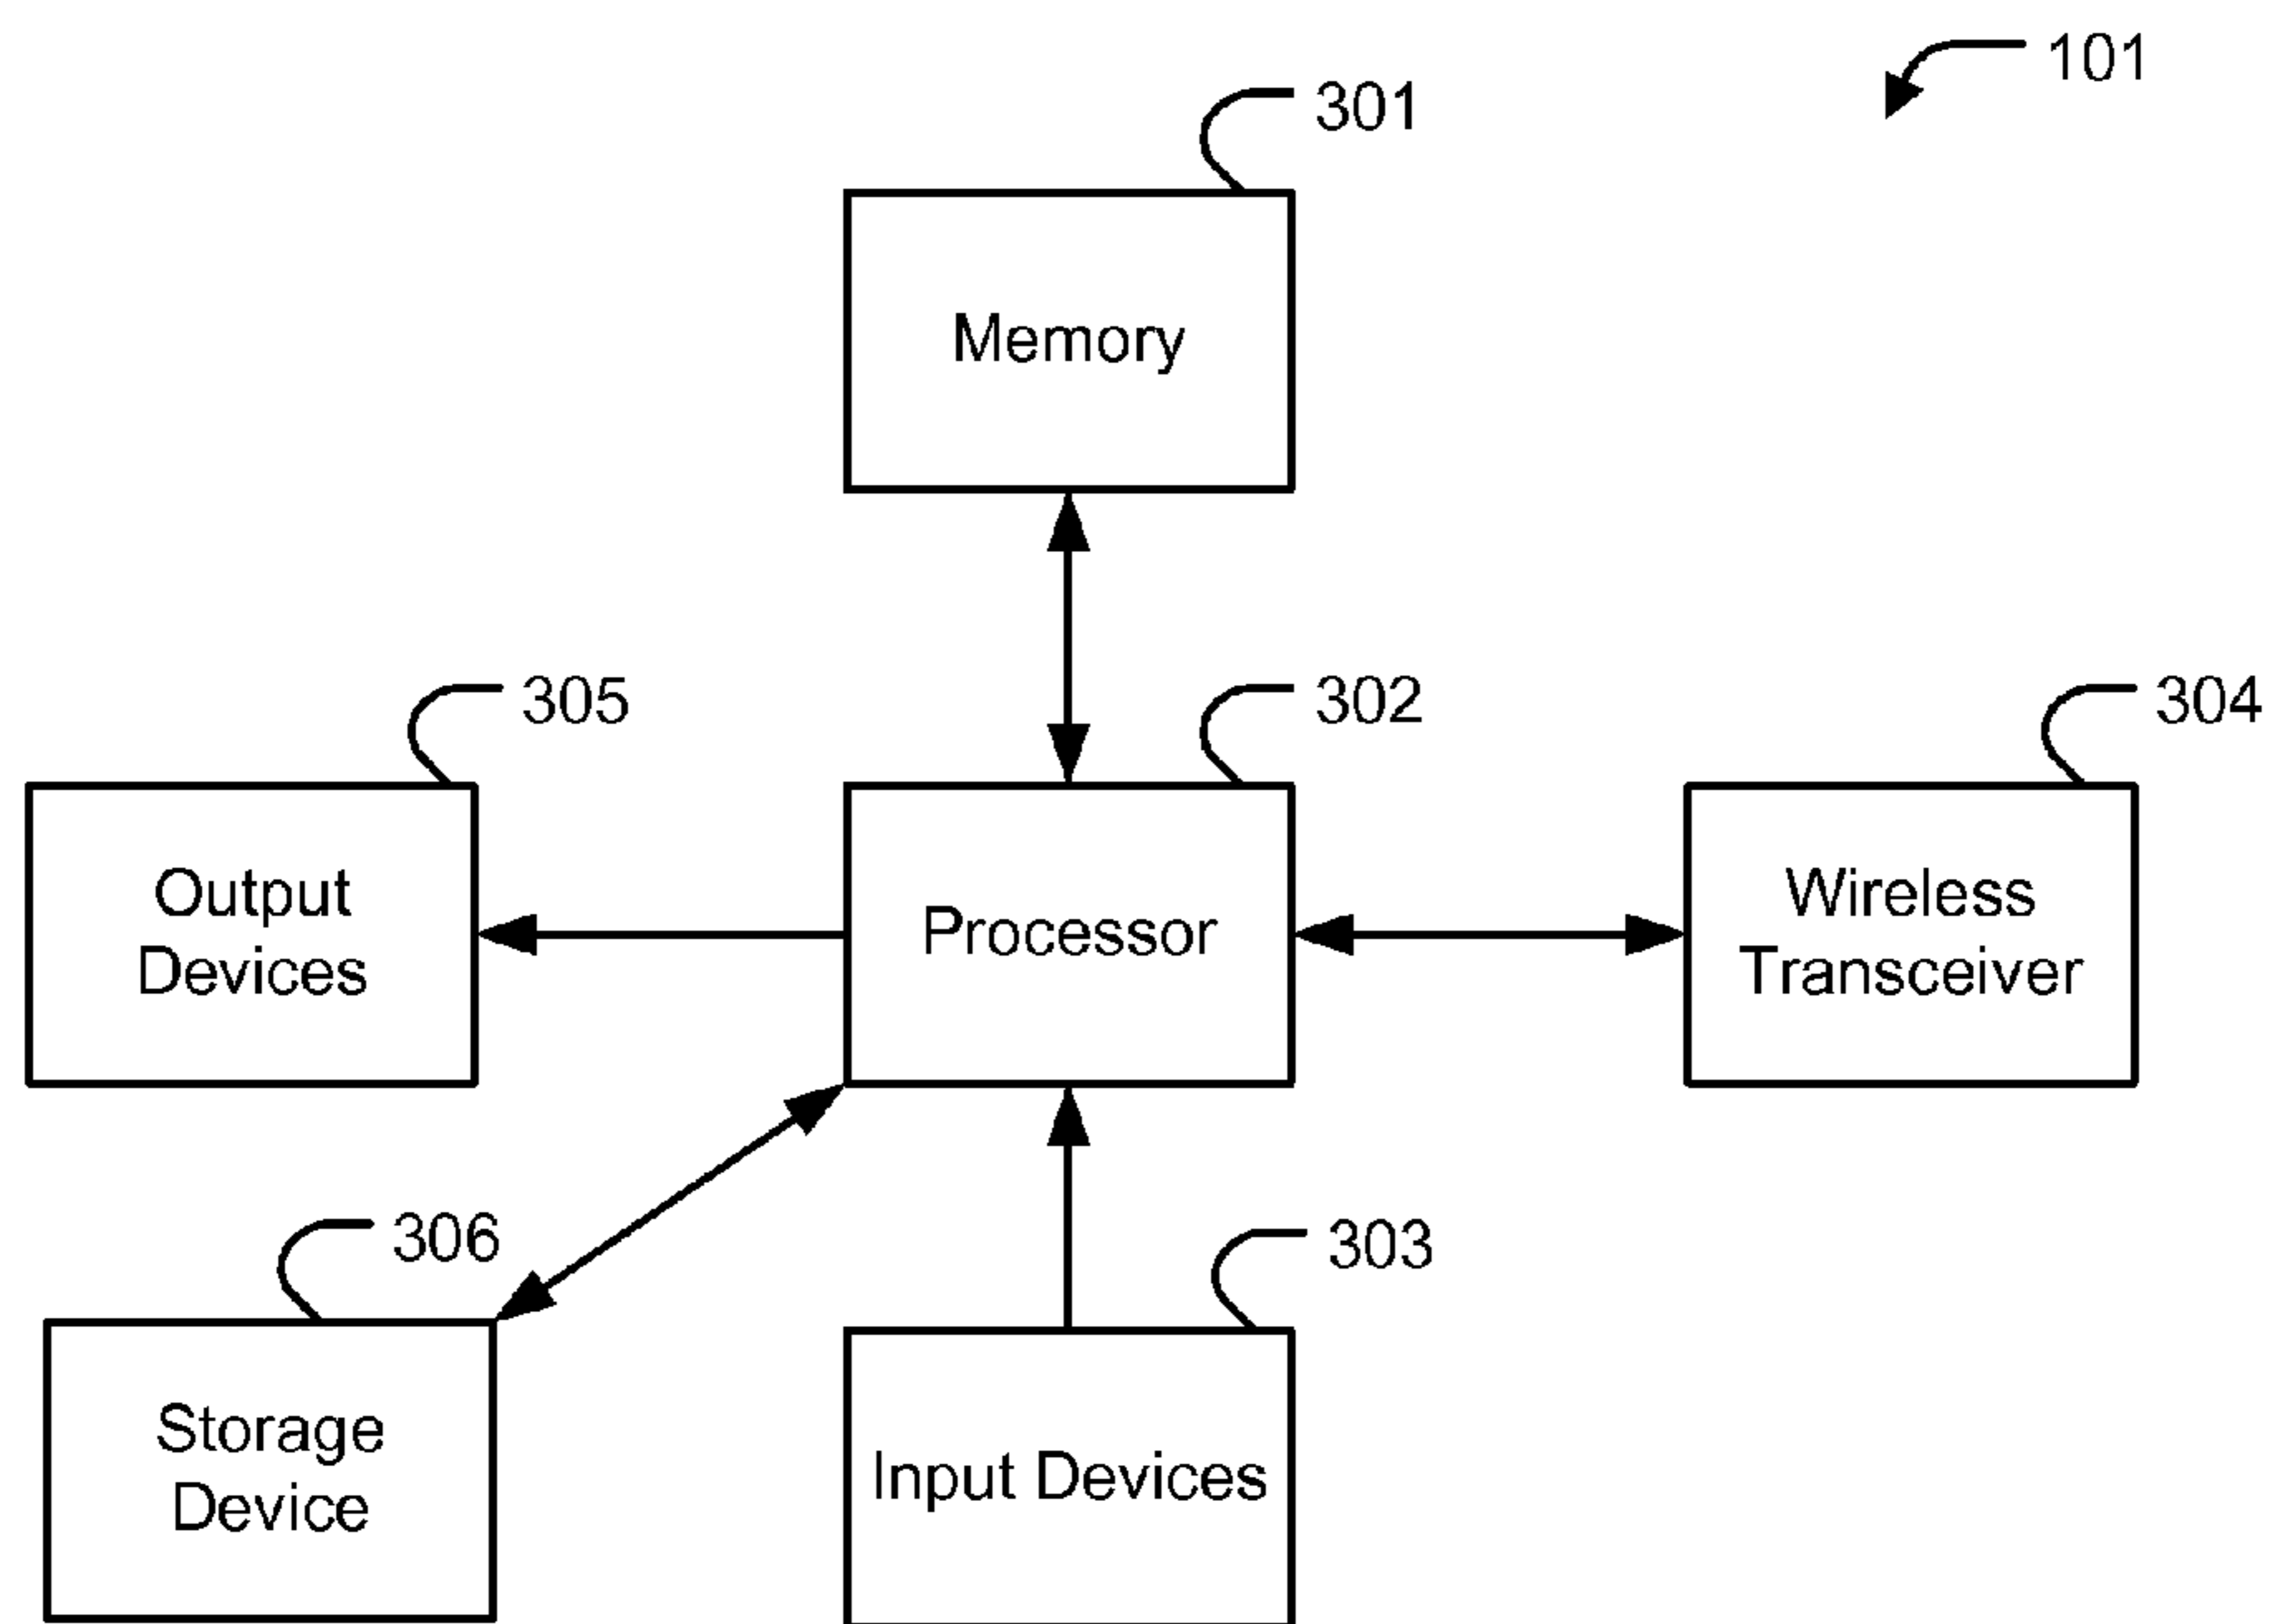 101
301
Memory
305
302
304
Output
Devices
Processor
Wireless
Transceiver
306
303
Storage
Device
Input Devices